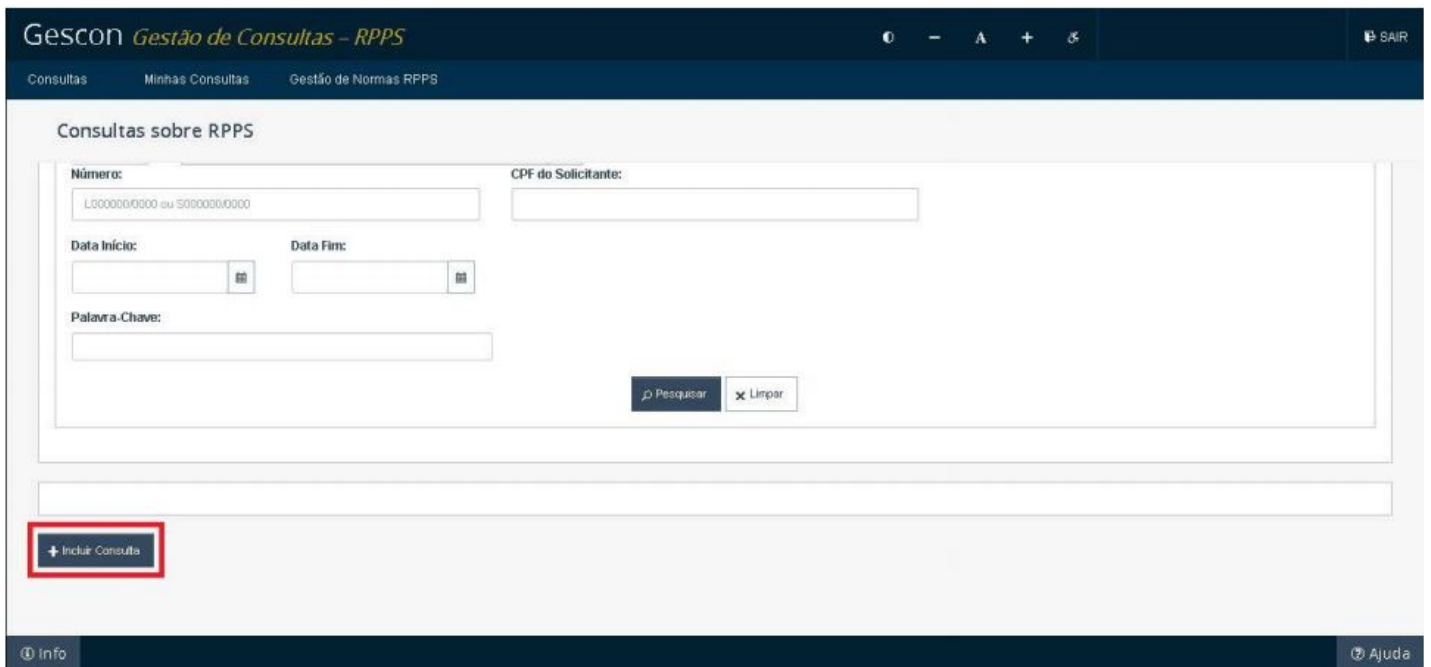 Gescon Gestão de Consultas – RPPS
A
SAIR
Consultas Minhas Consultas Gestão de Normas RPPS
Consultas sobre RPPS
Número: CPF do Solicitante:
L000000/0000 ou S000000/0000
Data Início: Data Fim:
Palavra-Chave:
Pesquisar Limpar
Incluir Consulta
Info Ajuda